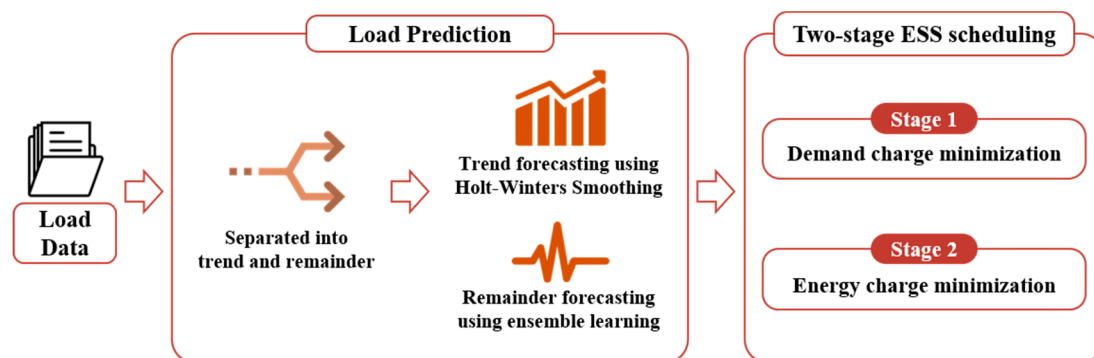 Load Prediction
Two-stage ESS scheduling
Load
Data
Separated into
trend and remainder
Trend forecasting using
Holt-Winters Smoothing
Remainder forecasting
using ensemble learning
Stage 1
Demand charge minimization
Stage 2
Energy charge minimization